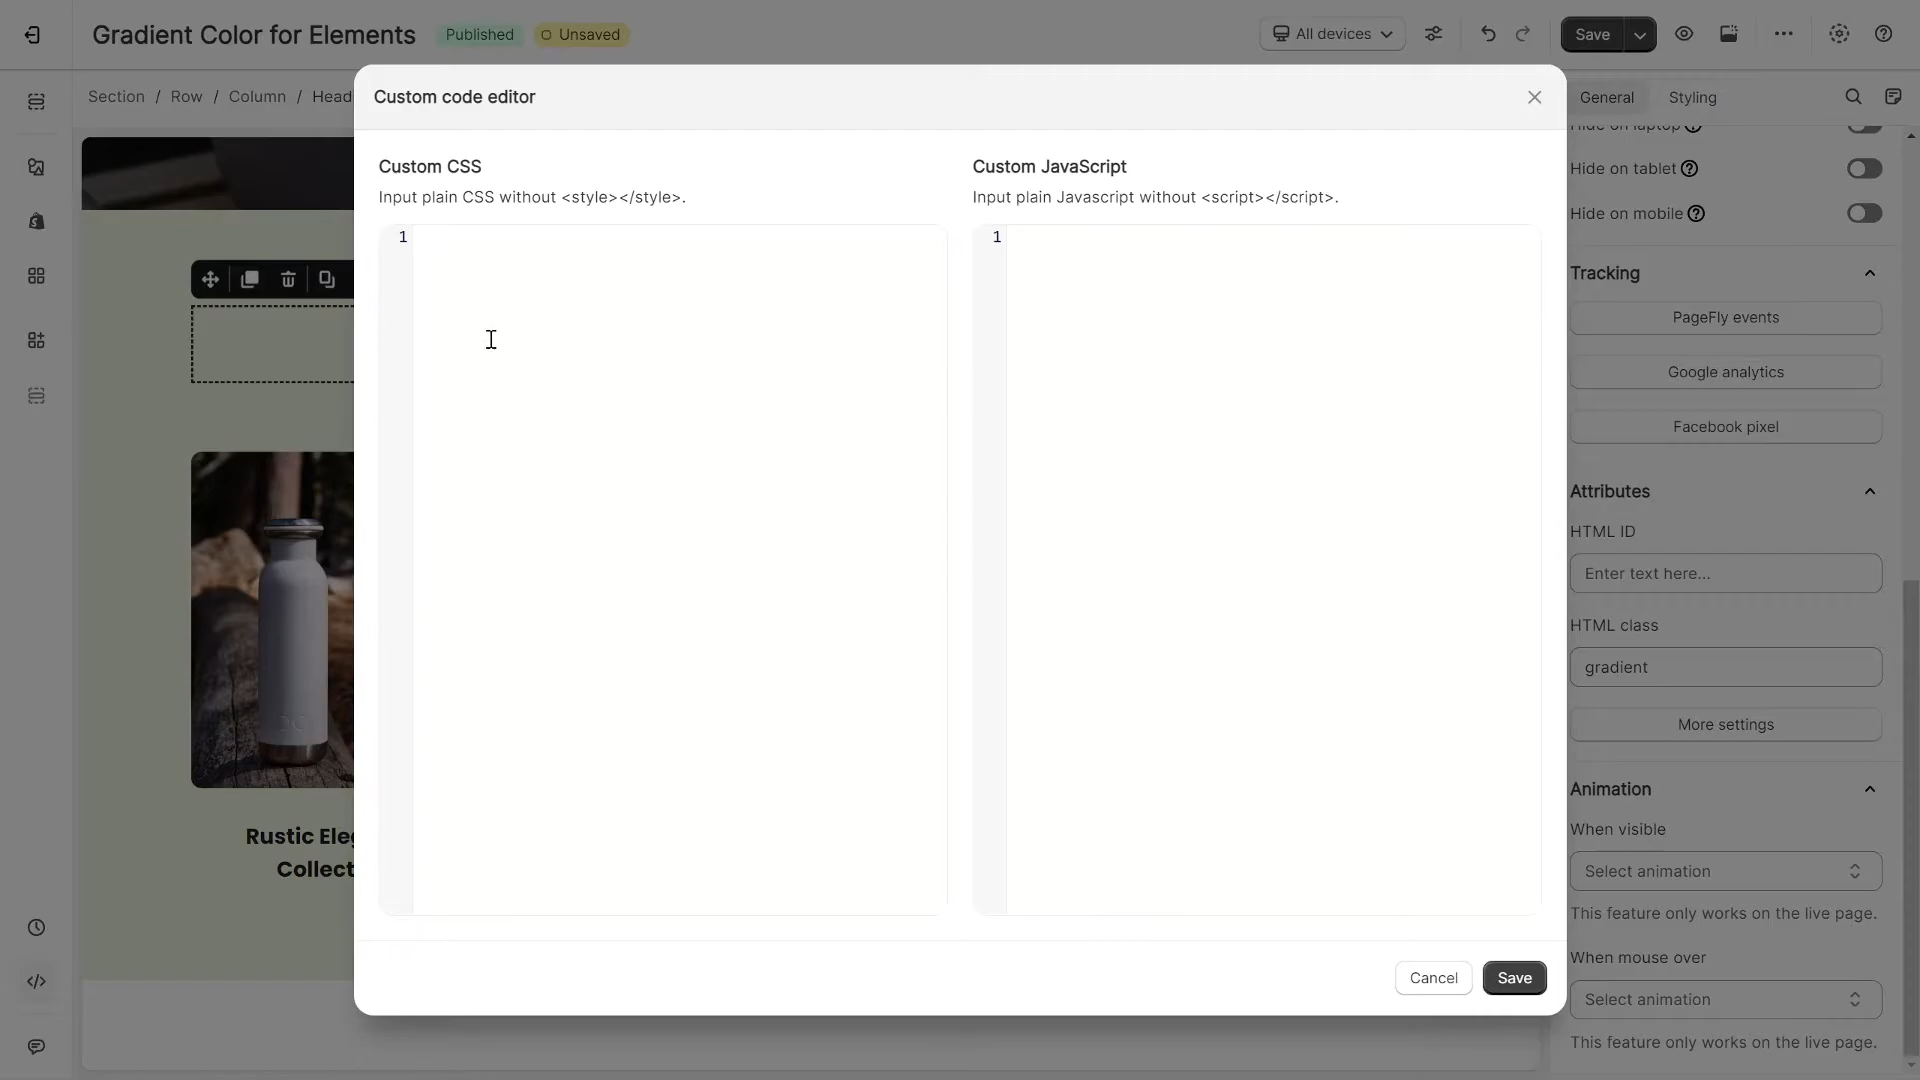 Gradient Color for Elements
Published
Unsaved
All devices
Save
Section / Row / Column / Head
Custom code editor
General
Styling
Custom CSS
Input plain CSS without <style></style>.
1
Custom JavaScript
Input plain Javascript without <script></script>.
1
Hide on laptop
Hide on tablet
Hide on mobile
Tracking
PageFly events
Google analytics
Facebook pixel
Attributes
HTML ID
Enter text here...
HTML class
gradient
More settings
Animation
When visible
Select animation
This feature only works on the live page.
When mouse over
Select animation
This feature only works on the live page.
Rustic Eleg
Collect
Cancel
Save